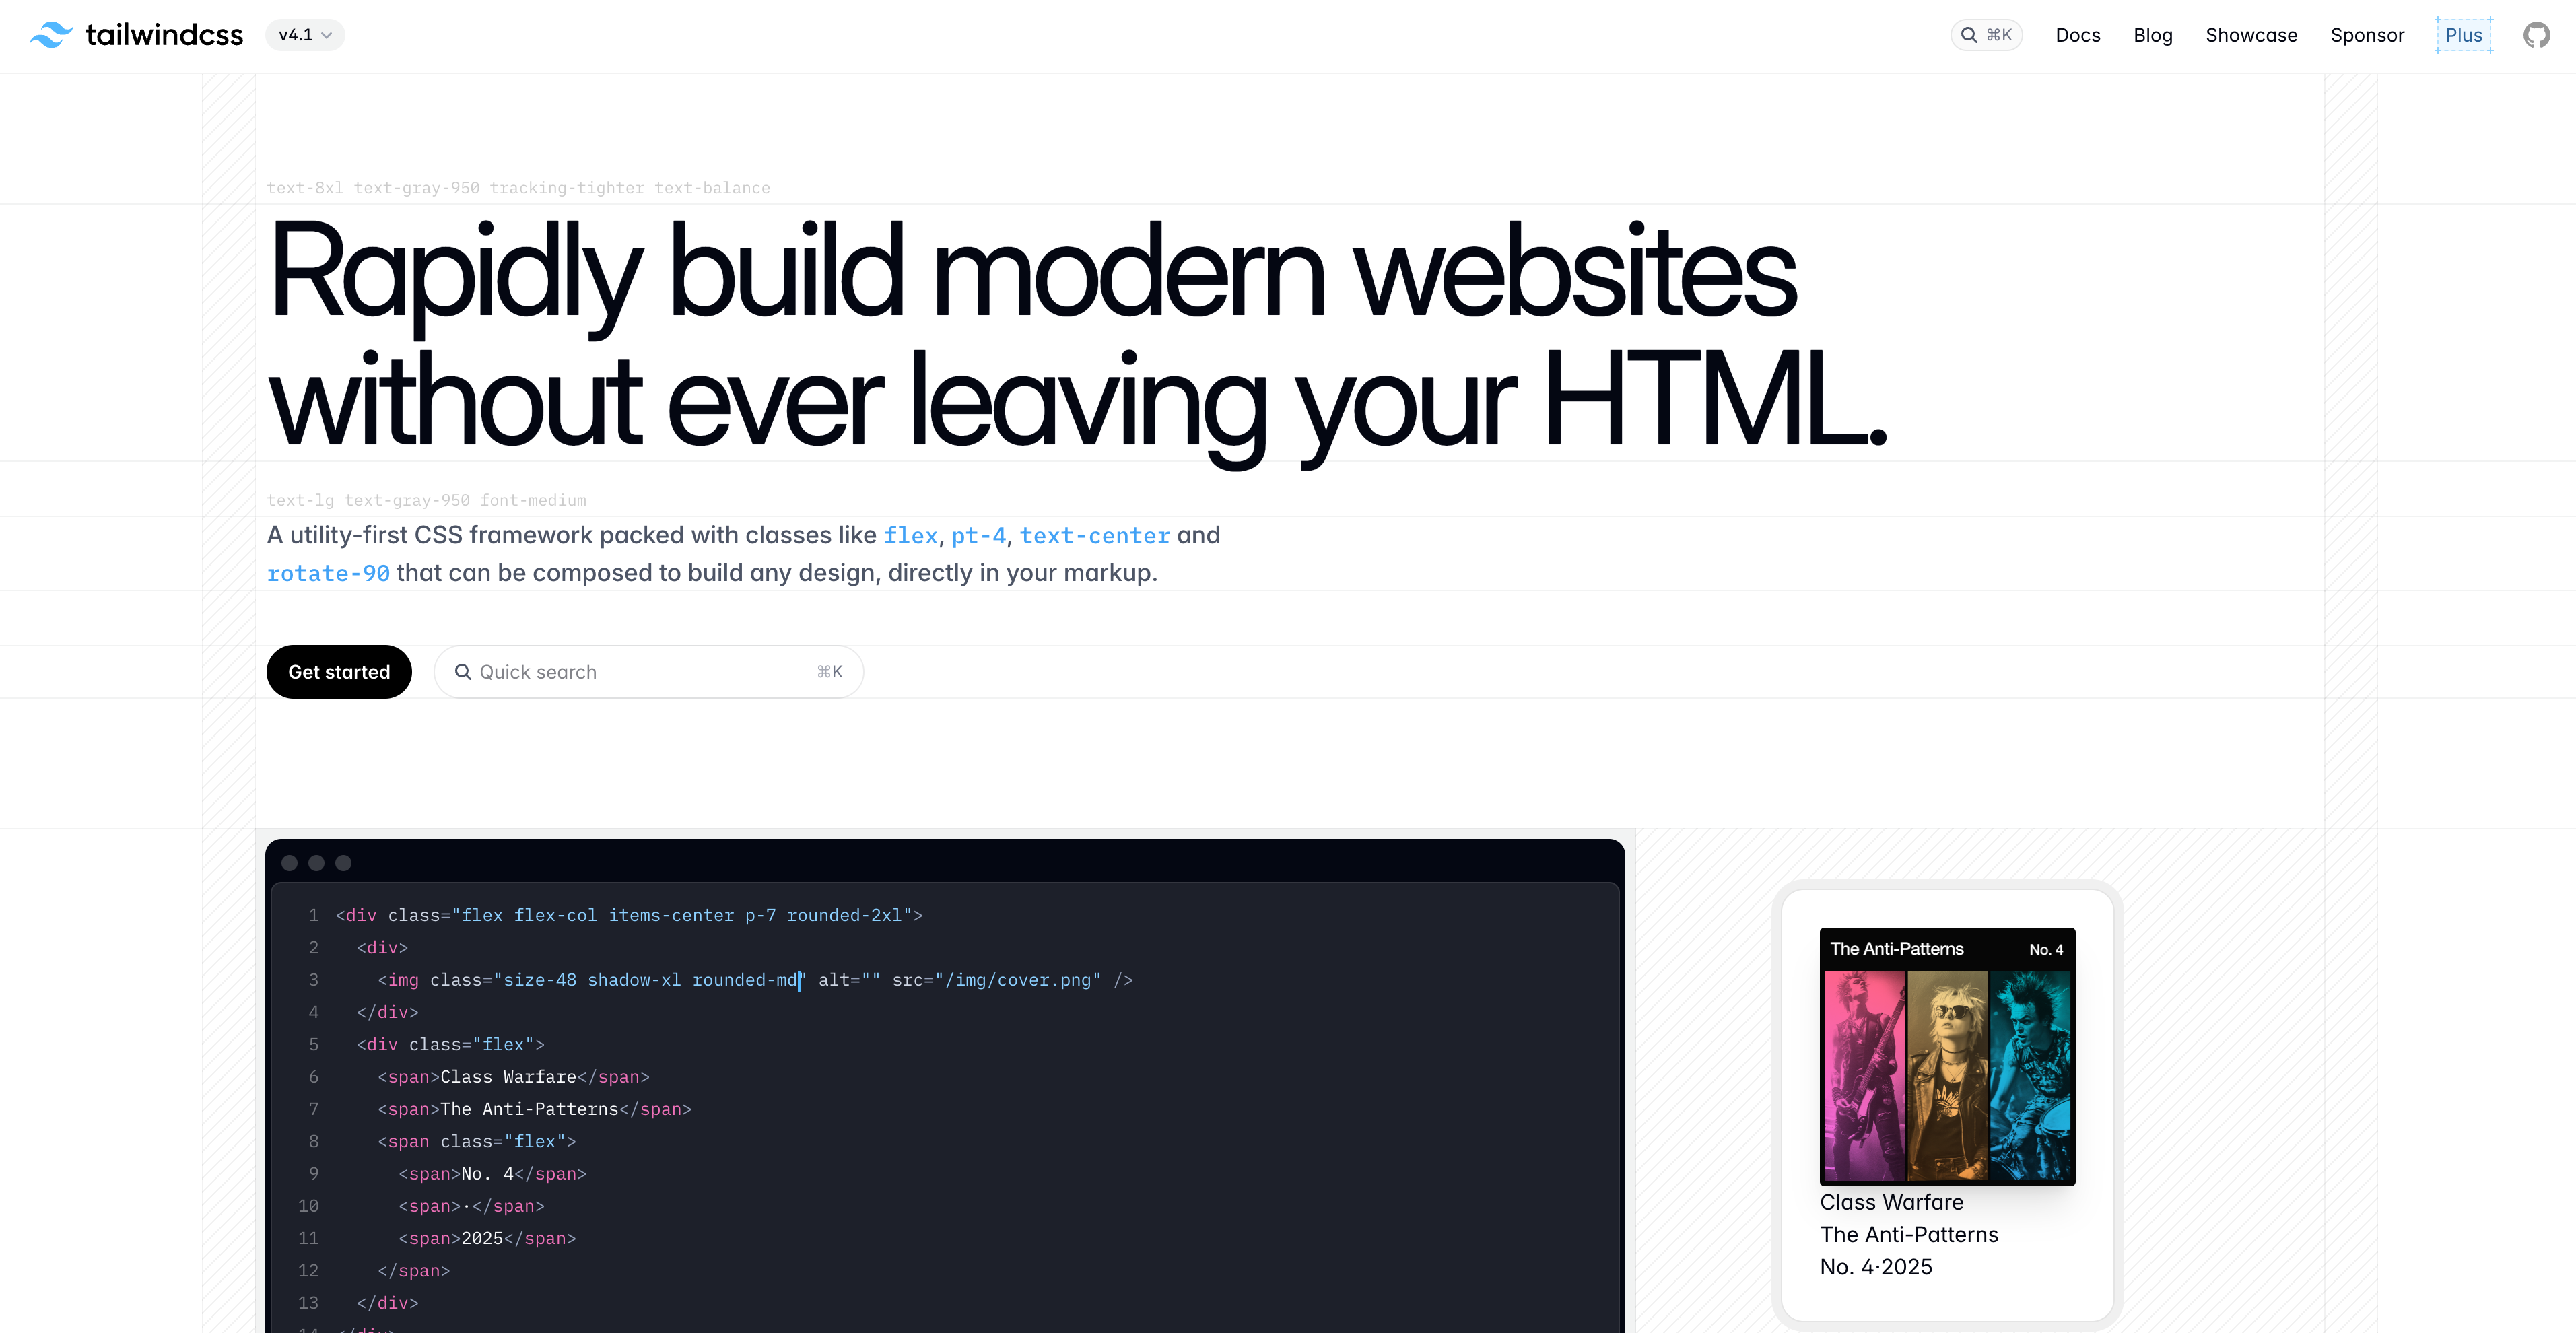 tailwindcss v4.1 ⌘K Docs Blog Showcase Sponsor Plus
text-8xl text-gray-950 tracking-tighter text-balance
Rapidly build modern websites
without ever leaving your HTML.
text-lg text-gray-950 font-medium
A utility-first CSS framework packed with classes like flex, pt-4, text-center and
rotate-90 that can be composed to build any design, directly in your markup.
Get started Quick search ⌘K
1 <div class="flex flex-col items-center p-7 rounded-2xl">
2 <div>
3 <img class="size-48 shadow-xl rounded-md" alt="" src="/img/cover.png" />
4 </div>
5 <div class="flex">
6 <span>Class Warfare</span>
7 <span>The Anti-Patterns</span>
8 <span class="flex">
9 <span>No. 4</span>
10 <span>·</span>
11 <span>2025</span>
12 </span>
13 </div>
14 </div>
The Anti-Patterns No. 4
Class Warfare
The Anti-Patterns
No. 4·2025